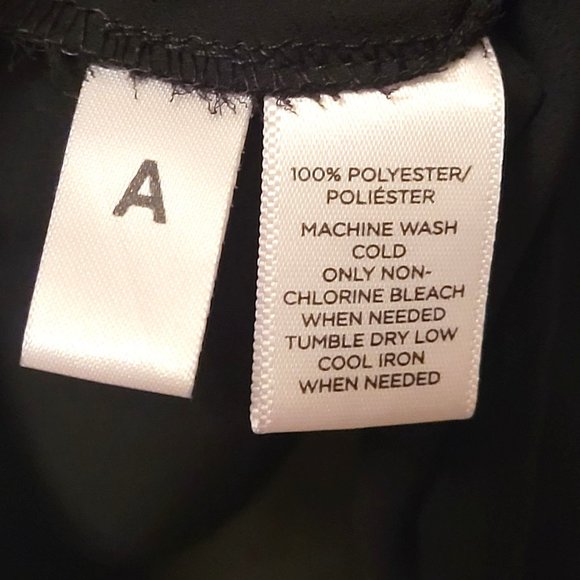 A
100% POLYESTER/
POLIÉSTER
MACHINE WASH
COLD
ONLY NON-
CHLORINE BLEACH
WHEN NEEDED
TUMBLE DRY LOW
COOL IRON
WHEN NEEDED